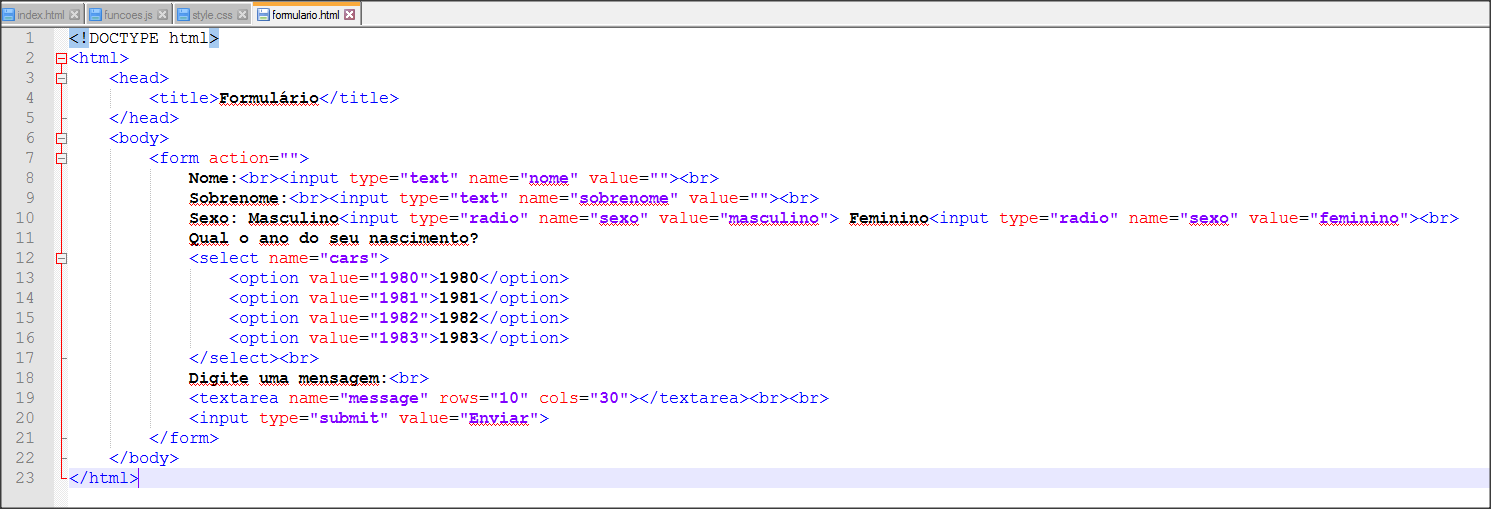 index.html funcoes.js style.css formulario.html
1 <!DOCTYPE html>
2 <html>
3 <head>
4 <title>Formulário</title>
5 </head>
6 <body>
7 <form action="">
8 Nome:<br><input type="text" name="nome" value=""><br>
9 Sobrenome:<br><input type="text" name="sobrenome" value=""><br>
10 Sexo: Masculino<input type="radio" name="sexo" value="masculino"> Feminino<input type="radio" name="sexo" value="feminino"><br>
11 Qual o ano do seu nascimento?
12 <select name="cars">
13 <option value="1980">1980</option>
14 <option value="1981">1981</option>
15 <option value="1982">1982</option>
16 <option value="1983">1983</option>
17 </select><br>
18 Digite uma mensagem:<br>
19 <textarea name="message" rows="10" cols="30"></textarea><br><br>
20 <input type="submit" value="Enviar">
21 </form>
22 </body>
23 </html>